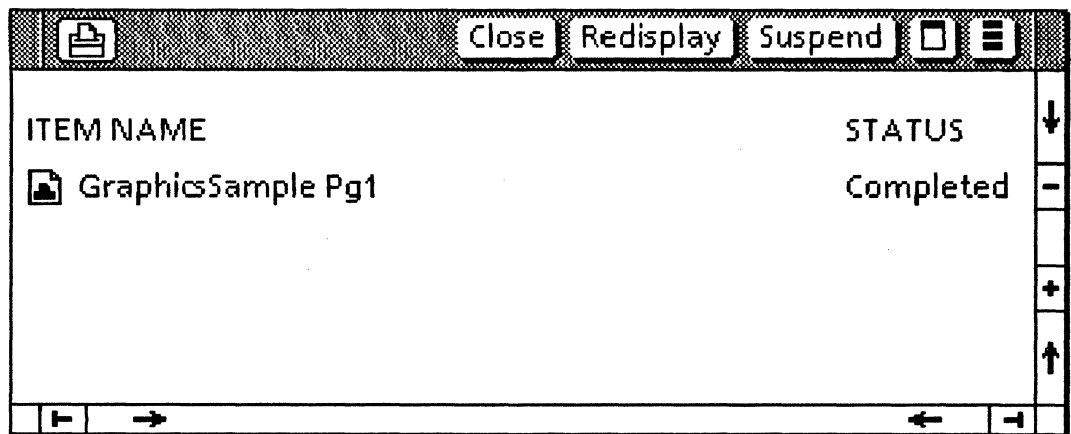 Close Redisplay Suspend
ITEM NAME STATUS
GraphicsSample Pg1 Completed